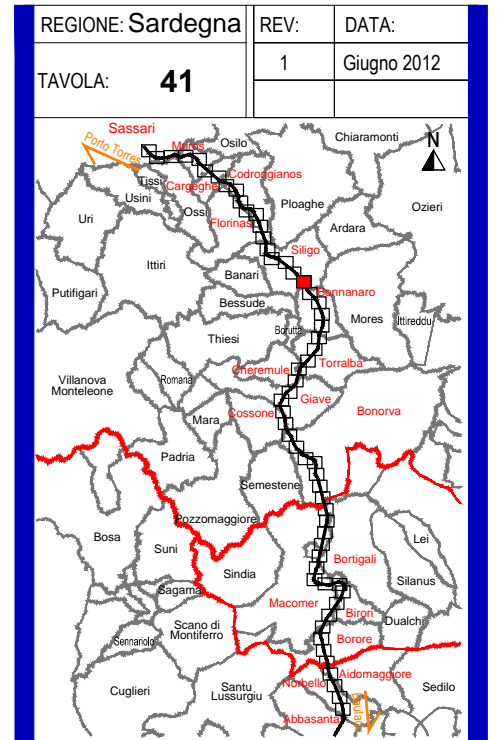 REGIONE: Sardegna
REV:
DATA:
TAVOLA: 41
1
Giugno 2012
Sassari
Porto Torres
Muros
Osilo
Chiaramonti
N
Tissi
Cargeghe
Codrongianos
Usini
Ossi
Ploaghe
Ozieri
Uri
Florinas
Ardara
Siligo
Ittiri
Banari
Bonnanaro
Putifigari
Bessude
Borutta
Mores
Ittireddu
Thiesi
Cheremule
Torralba
Villanova
Monteleone
Romana
Giave
Cossone
Bonorva
Mara
Padria
Semestene
Pozzomaggiore
Bosa
Suni
Lei
Bortigali
Sindia
Silanus
Sagama
Macomer
Birori
Dualchi
Scano di
Montiferro
Sennariolo
Borore
Aidomaggiore
Norbello
Cuglieri
Santu
Lussurgiu
Sedilo
Abbasanta